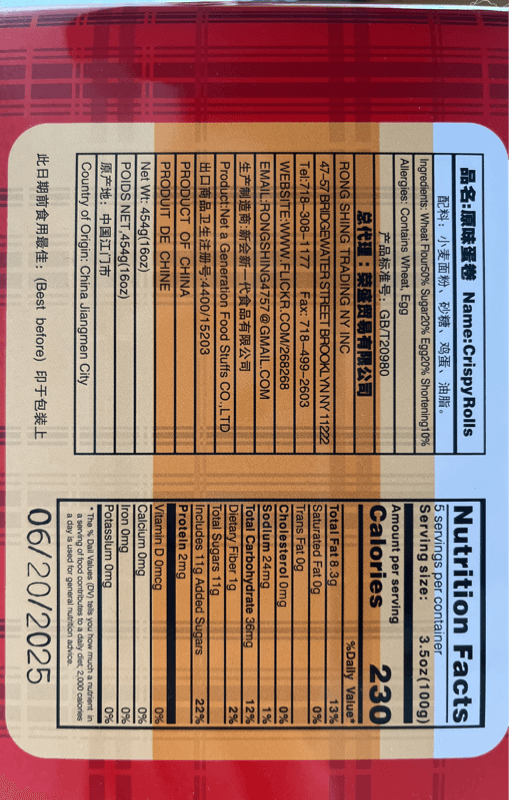 品名:原味蛋卷 Name:Crispy Rolls
配料：小麦面粉、砂糖、鸡蛋、油脂。
Ingredients: Wheat Flour50% Sugar20% Egg20% Shortening10%
Allergies: Contains Wheat, Egg
产品标准号： GB/T20980
总代理：荣盛贸易有限公司
RONG SHING TRADING NY INC
47-57 BRIDGEWATER STREET BROOKLYN NY 11222
Tel:718-308-1177 Fax: 718-499-2603
WEBSITE:WWW.FLICKR.COM/268268
EMAIL:RONGSHING4757@GMAIL.COM
生产制造商:新会新一代食品有限公司
Product:Nei a Generation Food Stuffs CO.,LTD
出口商品卫生注册号:4400/15203
PRODUCT OF CHINA
PRODUIT DE CHINE
Net Wt: 454g(16oz)
POIDS NET,454g(16oz)
原产地：中国江门市
Country of Origin: China Jiangmen City
此日期前食用最佳：(Best before) 印于包装上
Nutrition Facts
5 servings per container
Serving size: 3.5oz(100g)
Amount per serving
Calories 230
%Daily Value*
Total Fat 8.3g 13%
Saturated Fat 0g 0%
Trans Fat 0g
Cholesterol 0mg 0%
Sodium 24mg 1%
Total Carbohydrate 36mg 12%
Dietary Fiber 1g 2%
Total Sugars 11g
Includes 11g Added Sugars 22%
Protein 2mg
Vitamin D 0mcg 0%
Calcium 0mg 0%
Iron 0mg 0%
Potassium 0mg 0%
* The % Dail Values (DV) tells you how much a nutrient in
a serving of food contributes to a daily diet. 2,000 calories
a day is used for general nutrition advice.
06/20/2025